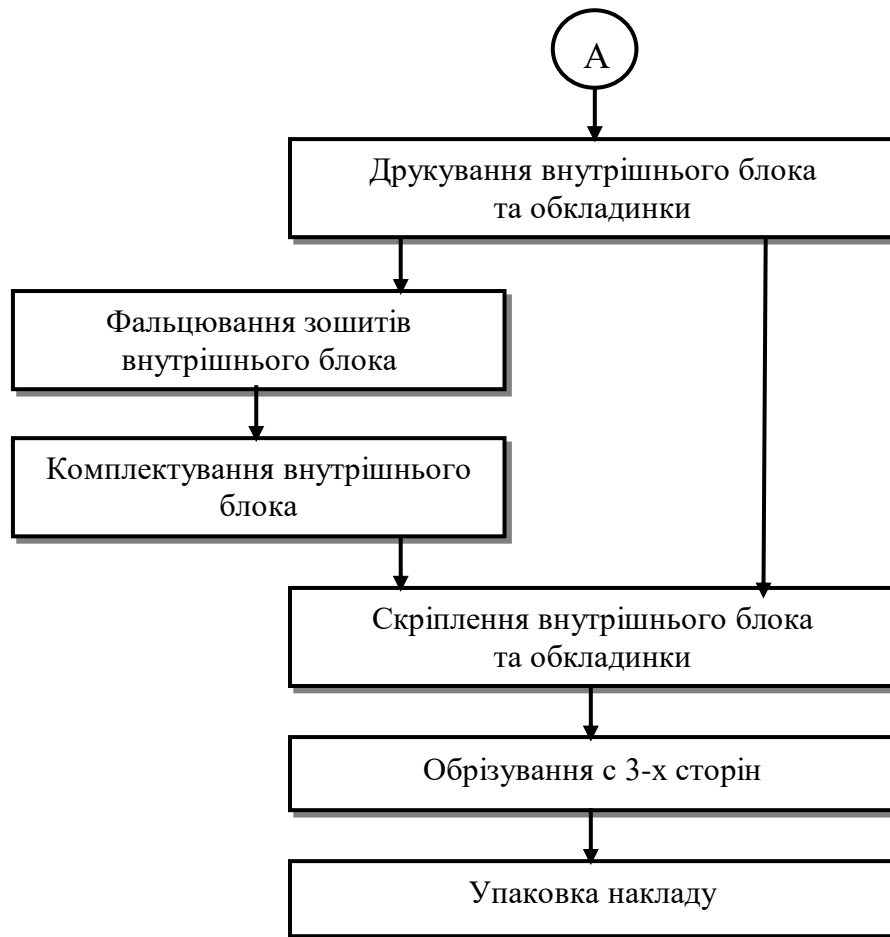 А
Друкування внутрішнього блока
та обкладинки
Фальцювання зошитів
внутрішнього блока
Комплектування внутрішнього
блока
Скріплення внутрішнього блока
та обкладинки
Обрізування с 3-х сторін
Упаковка накладу